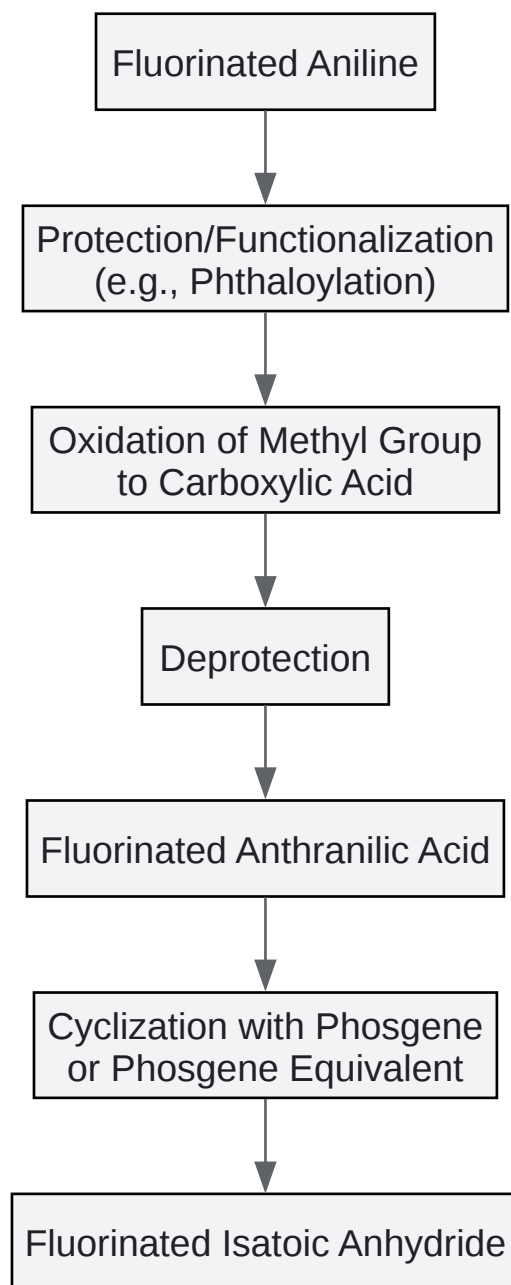 Fluorinated Aniline
Protection/Functionalization
(e.g., Phthaloylation)
Oxidation of Methyl Group
to Carboxylic Acid
Deprotection
Fluorinated Anthranilic Acid
Cyclization with Phosgene
or Phosgene Equivalent
Fluorinated Isatoic Anhydride